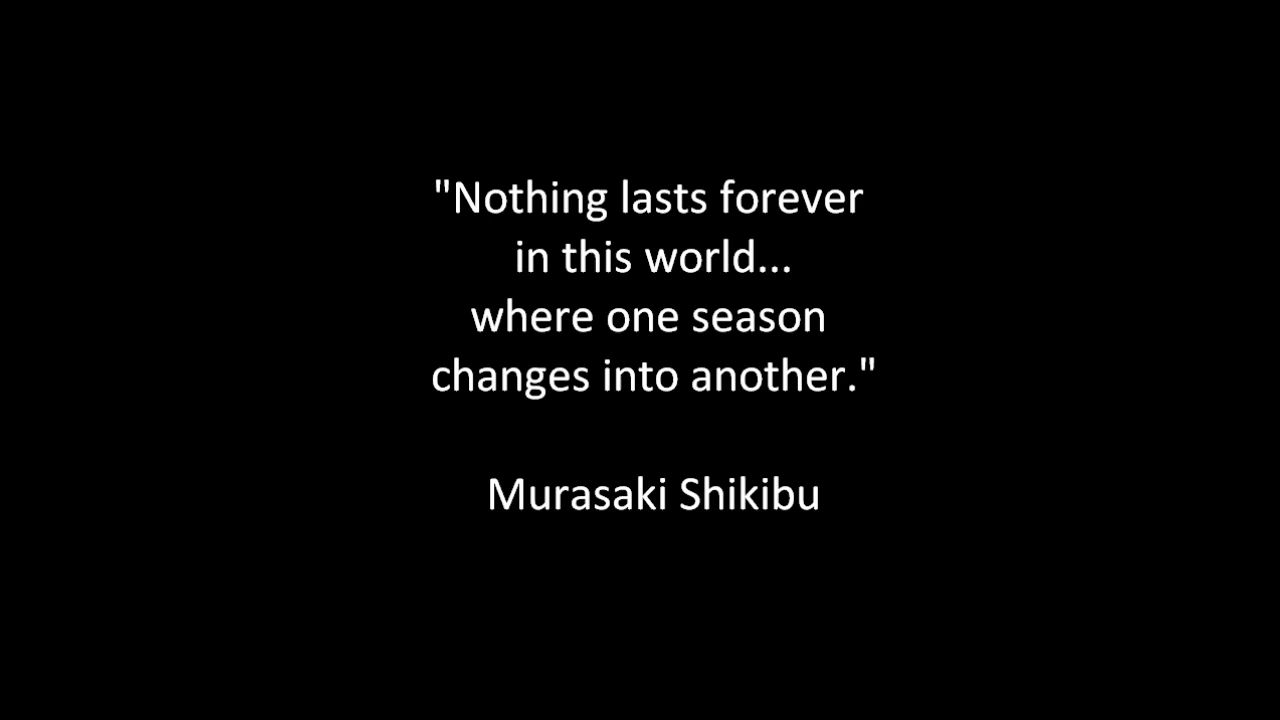 "Nothing lasts forever
in this world...
where one season
changes into another."
Murasaki Shikibu